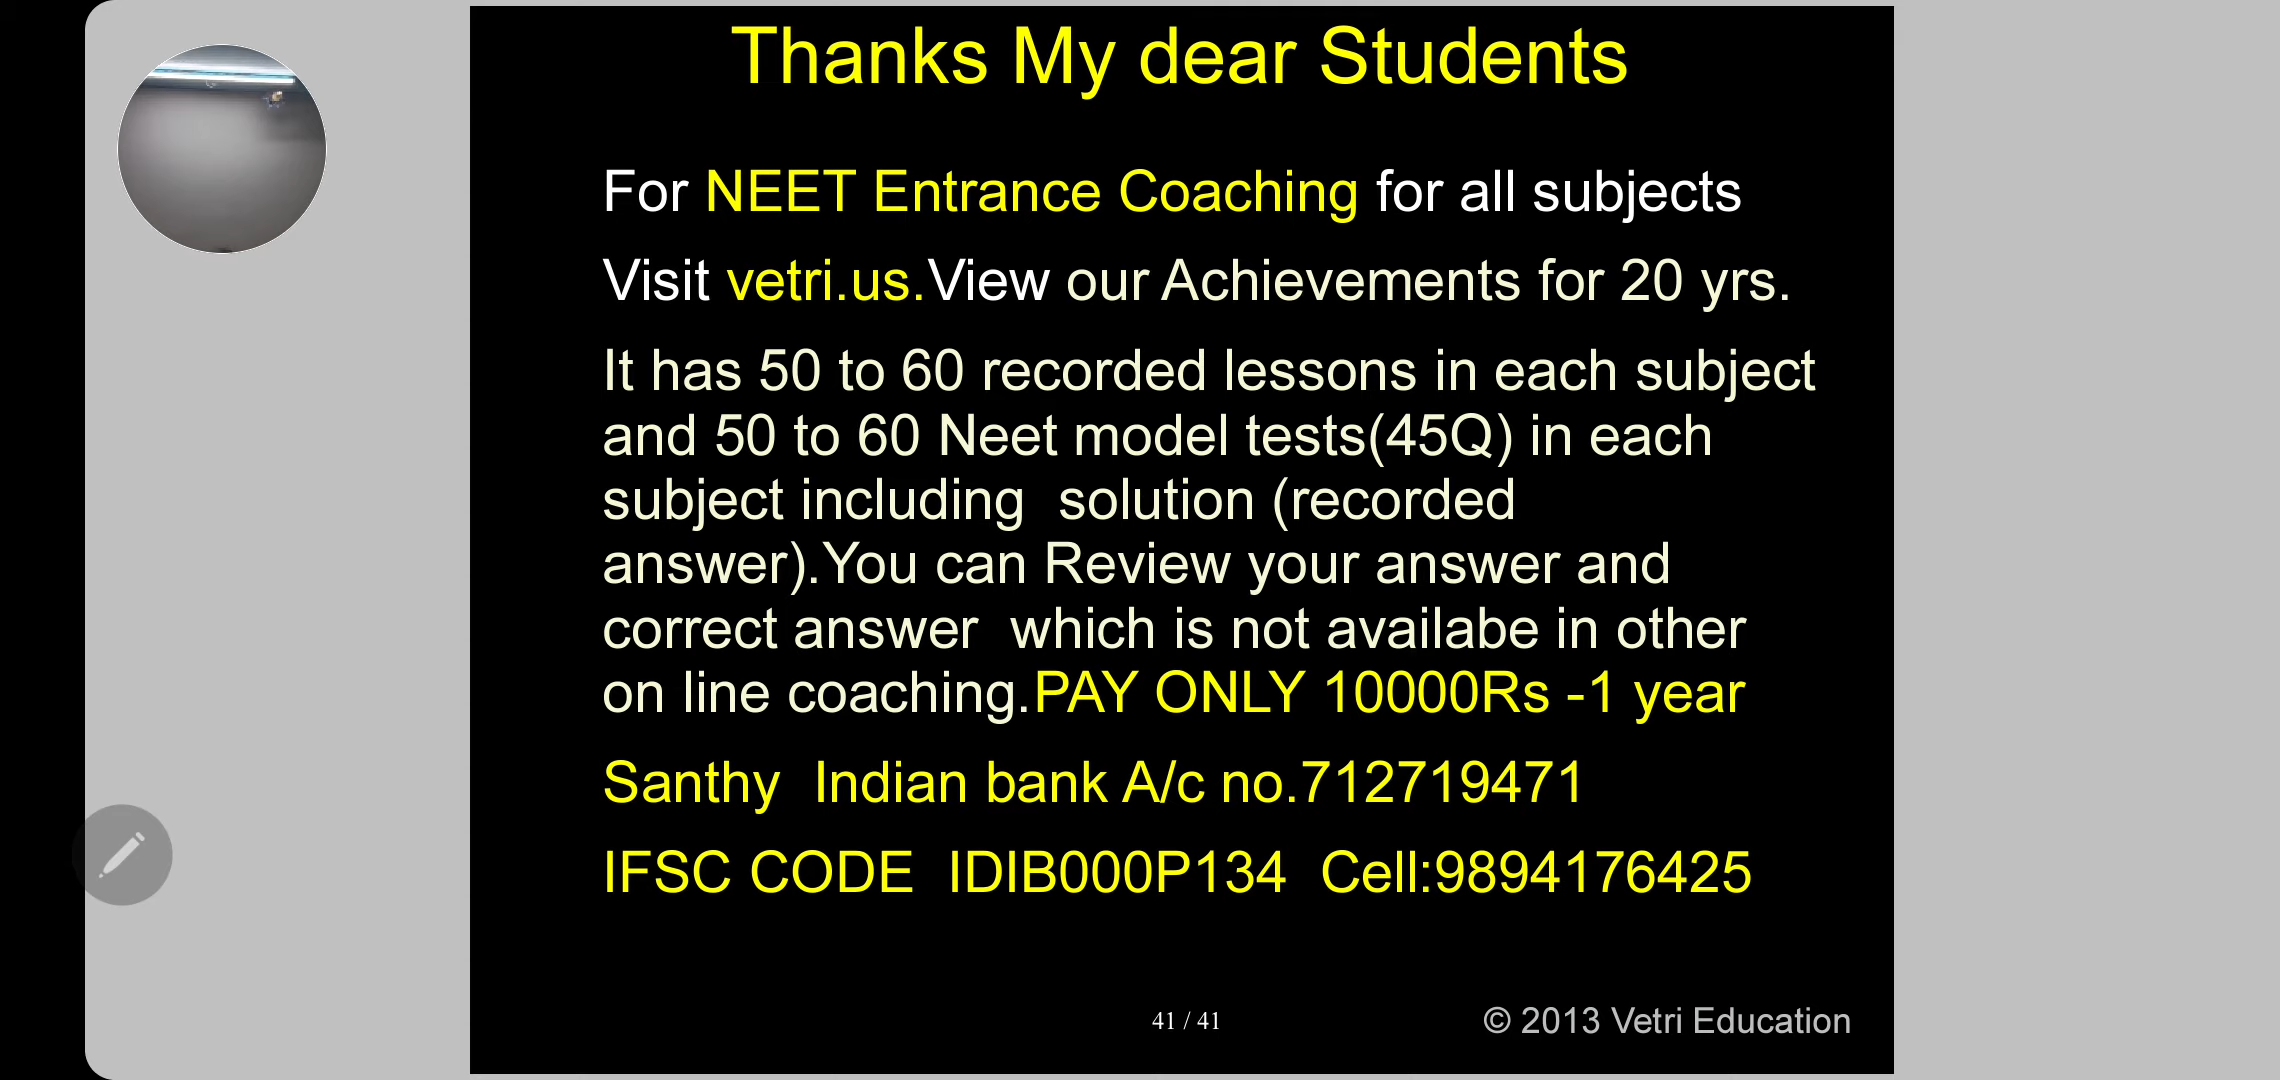 Thanks My dear Students
For NEET Entrance Coaching for all subjects
Visit vetri.us.View our Achievements for 20 yrs.
It has 50 to 60 recorded lessons in each subject
and 50 to 60 Neet model tests(45Q) in each
subject including  solution (recorded
answer).You can Review your answer and
correct answer  which is not availabe in other
on line coaching.PAY ONLY 10000Rs -1 year
Santhy  Indian bank A/c no.712719471
IFSC CODE  IDIB000P134  Cell:9894176425
41 / 41
© 2013 Vetri Education